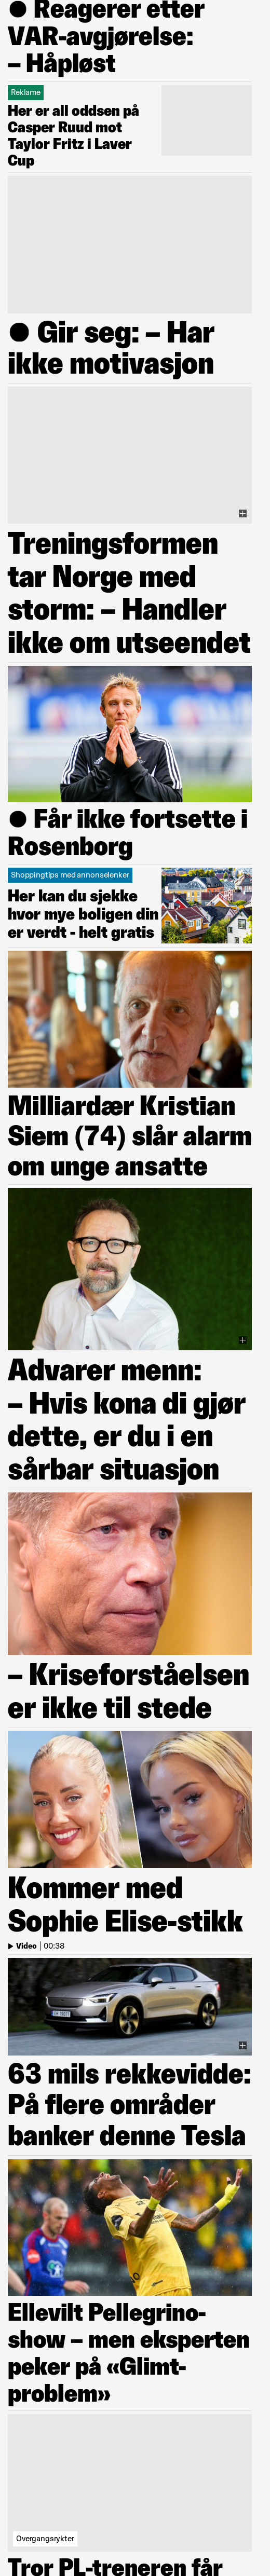 ● Reagerer etter
VAR-avgjørelse:
– Håpløst
Reklame
Her er all oddsen på
Casper Ruud mot
Taylor Fritz i Laver
Cup
● Gir seg: – Har
ikke motivasjon
Treningsformen
tar Norge med
storm: – Handler
ikke om utseendet
● Får ikke fortsette i
Rosenborg
Shoppingtips med annonselenker
Her kan du sjekke
hvor mye boligen din
er verdt - helt gratis
Milliardær Kristian
Siem (74) slår alarm
om unge ansatte
Advarer menn:
– Hvis kona di gjør
dette, er du i en
sårbar situasjon
– Kriseforståelsen
er ikke til stede
Kommer med
Sophie Elise-stikk
Video | 00:38
63 mils rekkevidde:
På flere områder
banker denne Tesla
Ellevilt Pellegrino-
show – men eksperten
peker på «Glimt-
problem»
Overgangsrykter
Tror PL-treneren får